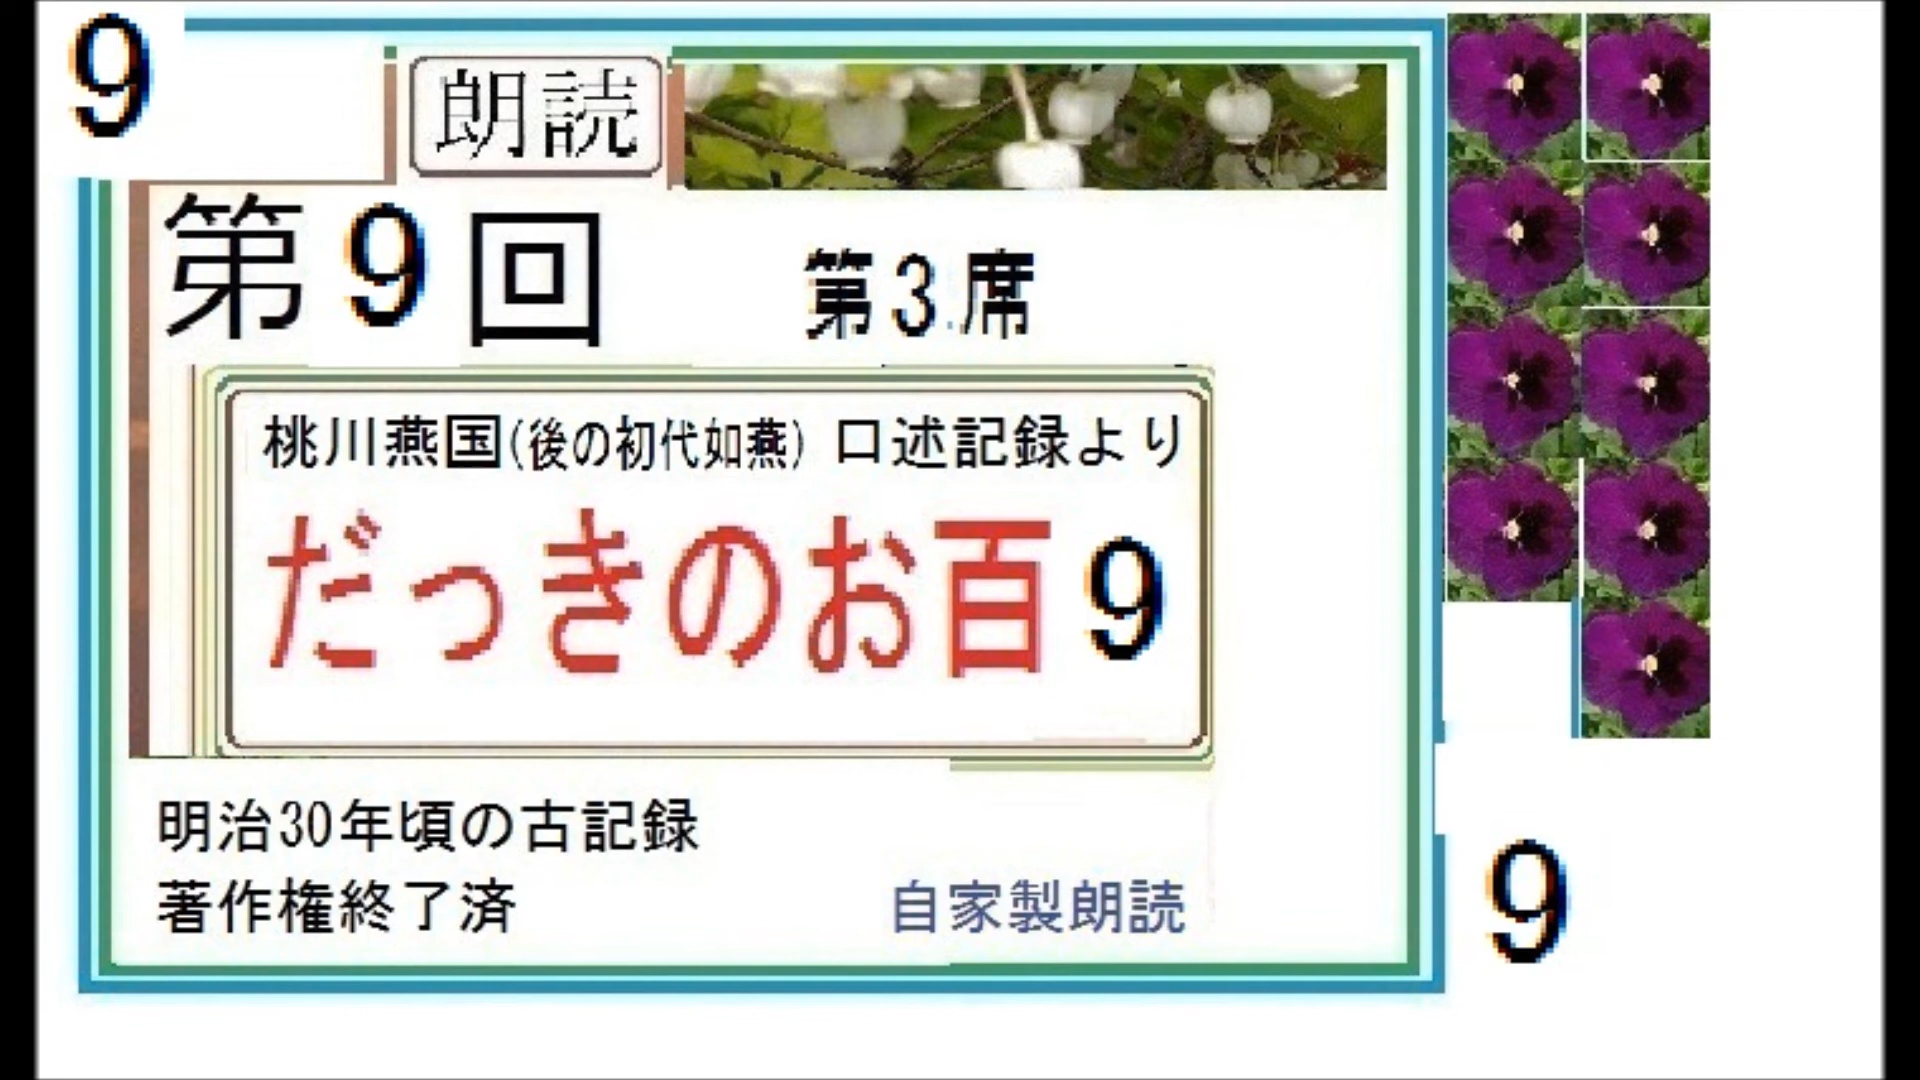 9
朗読
第9回 第3席
桃川燕国(後の初代如燕) 口述記録より
だっきのお百9
明治30年頃の古記録
著作権終了済 自家製朗読
9